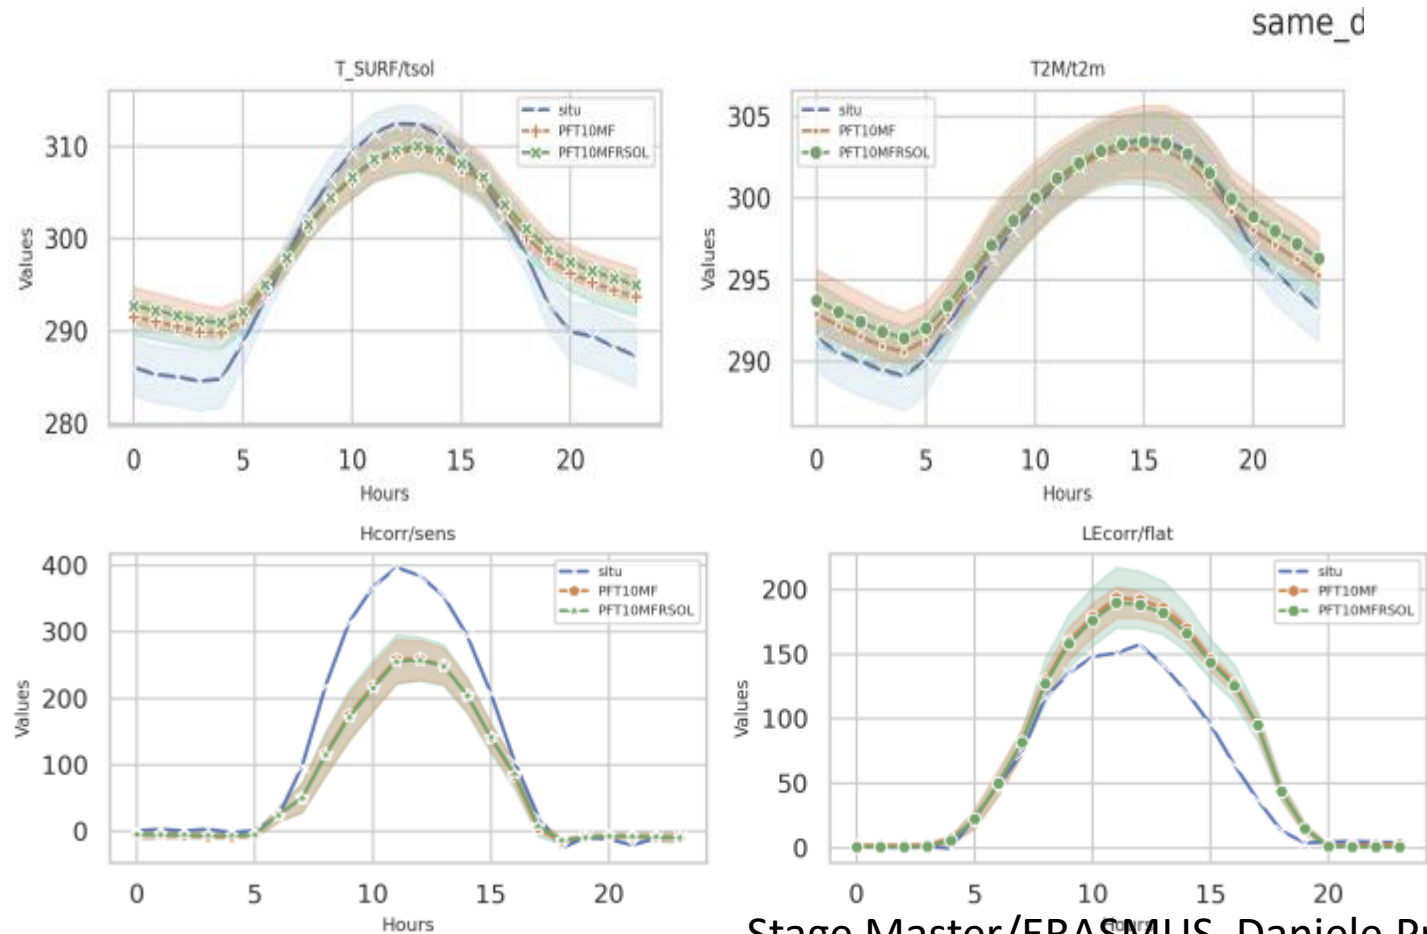 same_d
T_SURF/tsol
situ
PFT10MF
PFT10MFRSOL
Values
310
300
290
280
0 5 10 15 20
Hours
T2M/t2m
situ
PFT10MF
PFT10MFRSOL
Values
305
300
295
290
0 5 10 15 20
Hours
Hcorr/sens
situ
PFT10MF
PFT10MFRSOL
Values
400
300
200
100
0
0 5 10 15 20
Hours
LEcorr/flat
situ
PFT10MF
PFT10MFRSOL
Values
200
150
100
50
0
0 5 10 15 20
Hours
Stage Master/ERASMUS Daniele